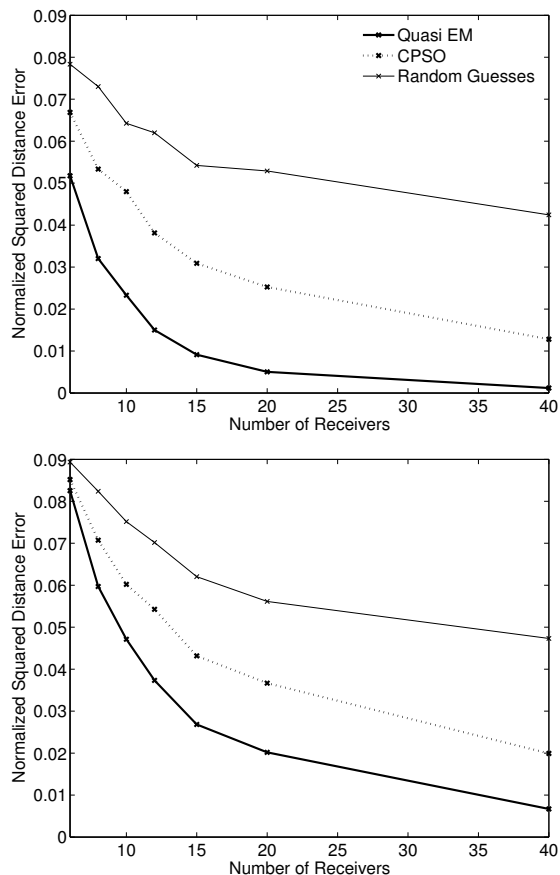 0.09
0.08
0.07
0.06
0.05
0.04
0.03
0.02
0.01
0
Normalized Squared Distance Error
Quasi EM
CPSO
Random Guesses
10 15 20 25 30 35 40
Number of Receivers
0.09
0.08
0.07
0.06
0.05
0.04
0.03
0.02
0.01
0
Normalized Squared Distance Error
10 15 20 25 30 35 40
Number of Receivers